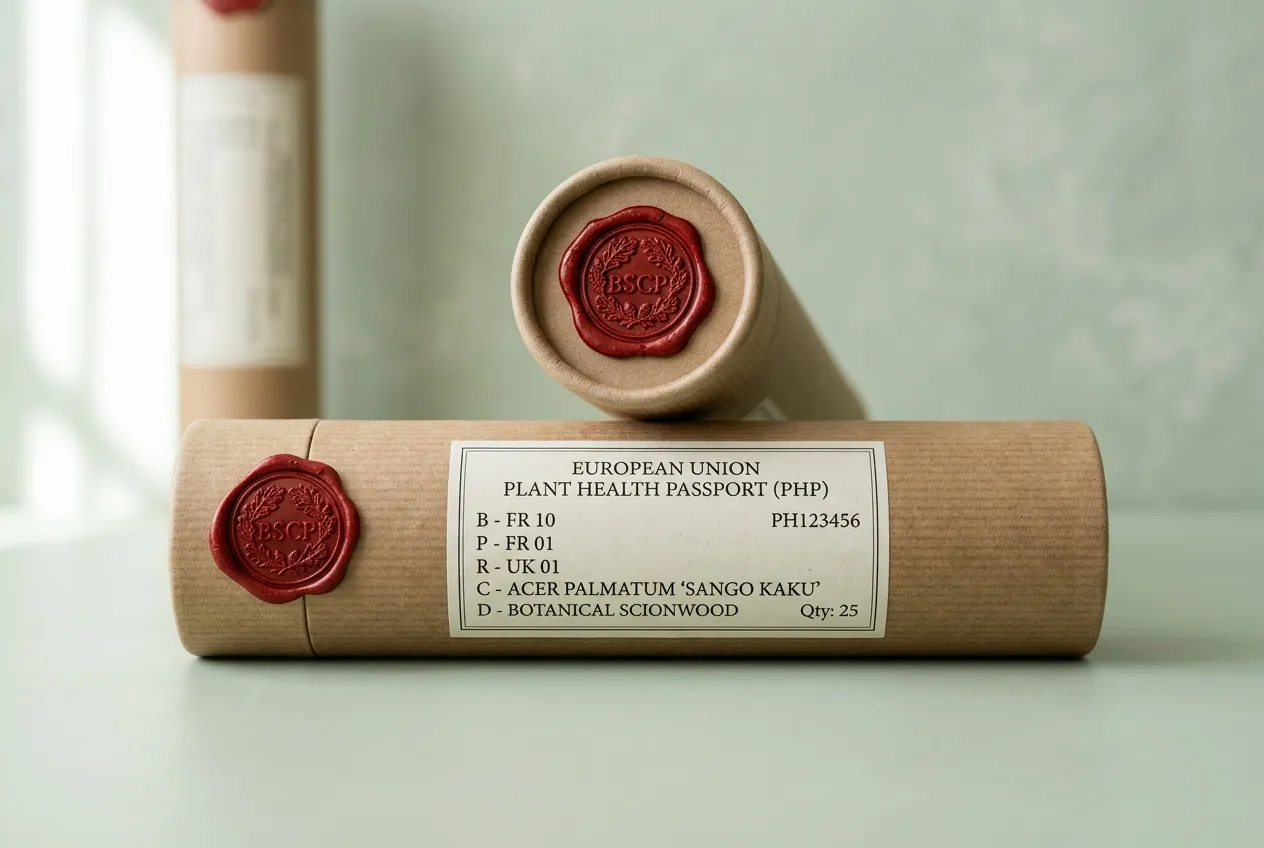 BSCP
EUROPEAN UNION
PLANT HEALTH PASSPORT (PHP)
B - FR 10 PH123456
P - FR 01
R - UK 01
C - ACER PALMATUM ‘SANGO KAKU’
D - BOTANICAL SCIONWOOD Qty: 25
BSCP